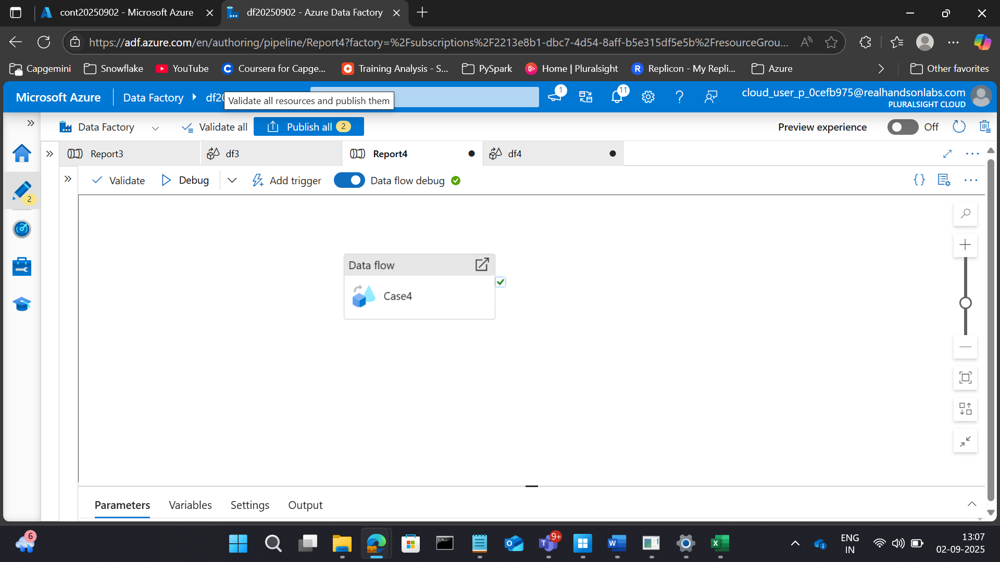 cont20250902 - Microsoft Azure
df20250902 - Azure Data Factory
https://adf.azure.com/en/authoring/pipeline/Report4?factory=%2Fsubscriptions%2F2213e8b1-dbc7-4d54-8aff-b5e315df5e5b%2FresourceGrou...
Capgemini Snowflake YouTube Coursera for Capge... Training Analysis - S... PySpark Home | Pluralsight Replicon - My Repli... Azure Other favorites
Microsoft Azure Data Factory df20
Validate all resources and publish them
1
11
cloud_user_p_0cefb975@realhandsonlabs.com
PLURALSIGHT CLOUD
Data Factory Validate all Publish all 2 Preview experience Off
Report3 df3 Report4 df4
Validate Debug Add trigger Data flow debug
2
Data flow
Case4
Parameters Variables Settings Output
6
9+
ENG
IN
13:07
02-09-2025